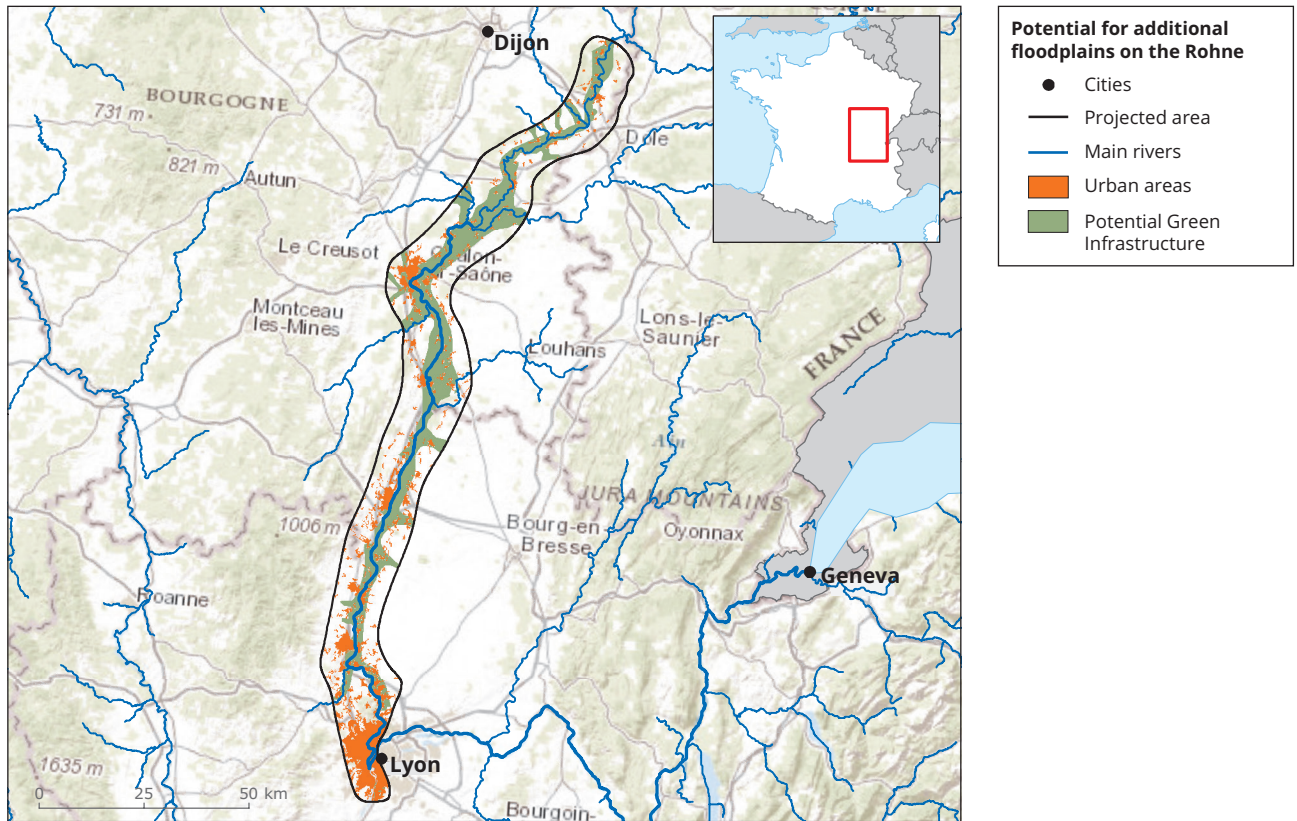 Dijon
BOURGOGNE
731 m
Dole
821 m
Autun
Le Creusot
-Saône
Montceau
les-Mines
Lons-le-
Saunier
Louhans
FRANCE
Ain
JURA MOUNTAINS
1006 m
Bourg-en-
Bresse
Oyonnax
Geneva
Roanne
1635 m
Lyon
0 25 50 km
Bourgoin-
Potential for additional
floodplains on the Rohne
Cities
Projected area
Main rivers
Urban areas
Potential Green
Infrastructure